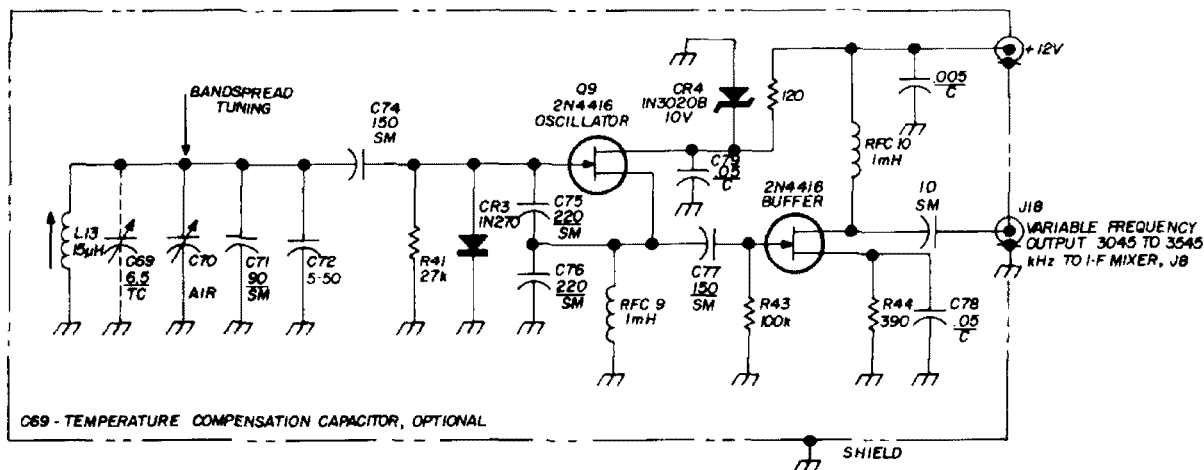 BANDSPREAD
TUNING
C74
150
SM
Q9
2N4416
OSCILLATOR
CR4
1N3020B
10V
120
.005
C
+12V
RFC 10
1mH
L13
15µH
C69
6.5
TC
C70
AIR
C71
90
SM
C72
5-50
R41
27k
CR3
1N270
C75
220
SM
C76
220
SM
RFC 9
1mH
C79
.05
C
C77
150
SM
2N4416
BUFFER
R43
100k
10
SM
R44
390
C78
.05
C
J18
VARIABLE FREQUENCY
OUTPUT 3045 TO 3545
kHz TO I-F MIXER, J8
C69 - TEMPERATURE COMPENSATION CAPACITOR, OPTIONAL
SHIELD